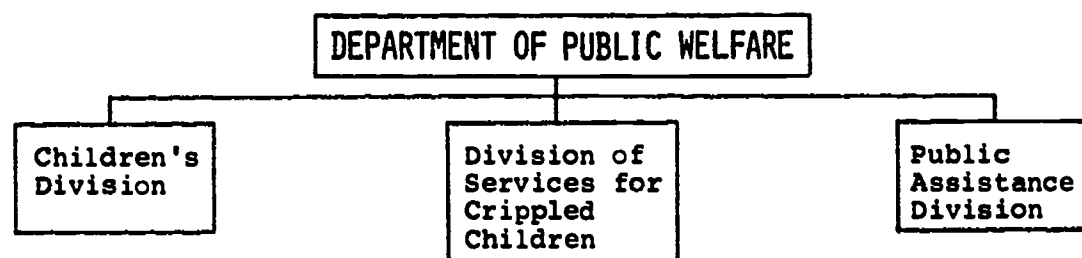 DEPARTMENT OF PUBLIC WELFARE
Children's
Division
Division of
Services for
Crippled
Children
Public
Assistance
Division